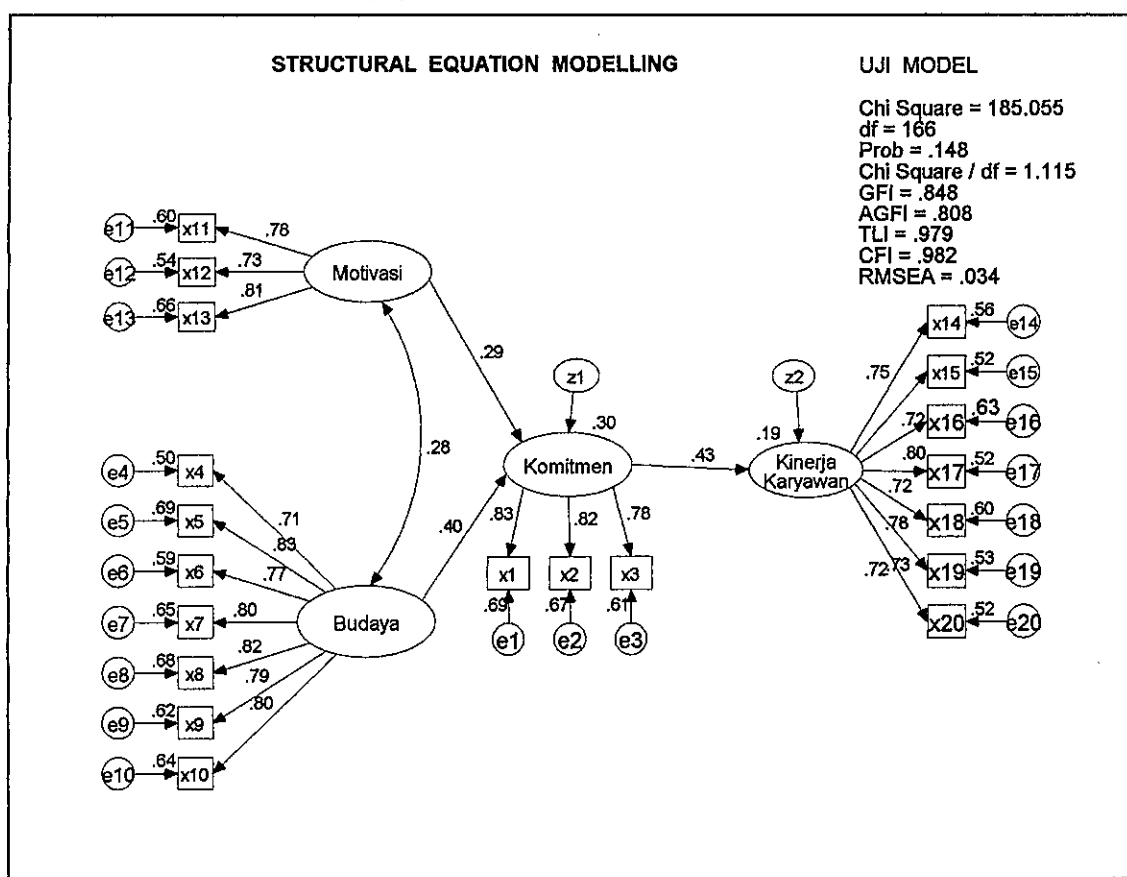 STRUCTURAL EQUATION MODELLING
UJI MODEL
Chi Square = 185.055
df = 166
Prob = .148
Chi Square / df = 1.115
GFI = .848
AGFI = .808
TLI = .979
CFI = .982
RMSEA = .034
e11 .60 x11 .78
e12 .54 x12 .73
e13 .66 x13 .81
Motivasi
.29
.28
.40
e4 .50 x4 .71
e5 .69 x5 .83
e6 .59 x6 .77
e7 .65 x7 .80
e8 .68 x8 .82
e9 .62 x9 .79
e10 .64 x10 .80
Budaya
z1
.30
Komitmen
.43
.83 .82 .78
x1 x2 x3
.69 .67 .61
e1 e2 e3
z2
.19
Kinerja
Karyawan
.75 x14 .56 e14
x15 .52 e15
.72 x16 .63 e16
.80 x17 .52 e17
.72 x18 .60 e18
.78 x19 .53 e19
.72 .73 x20 .52 e20